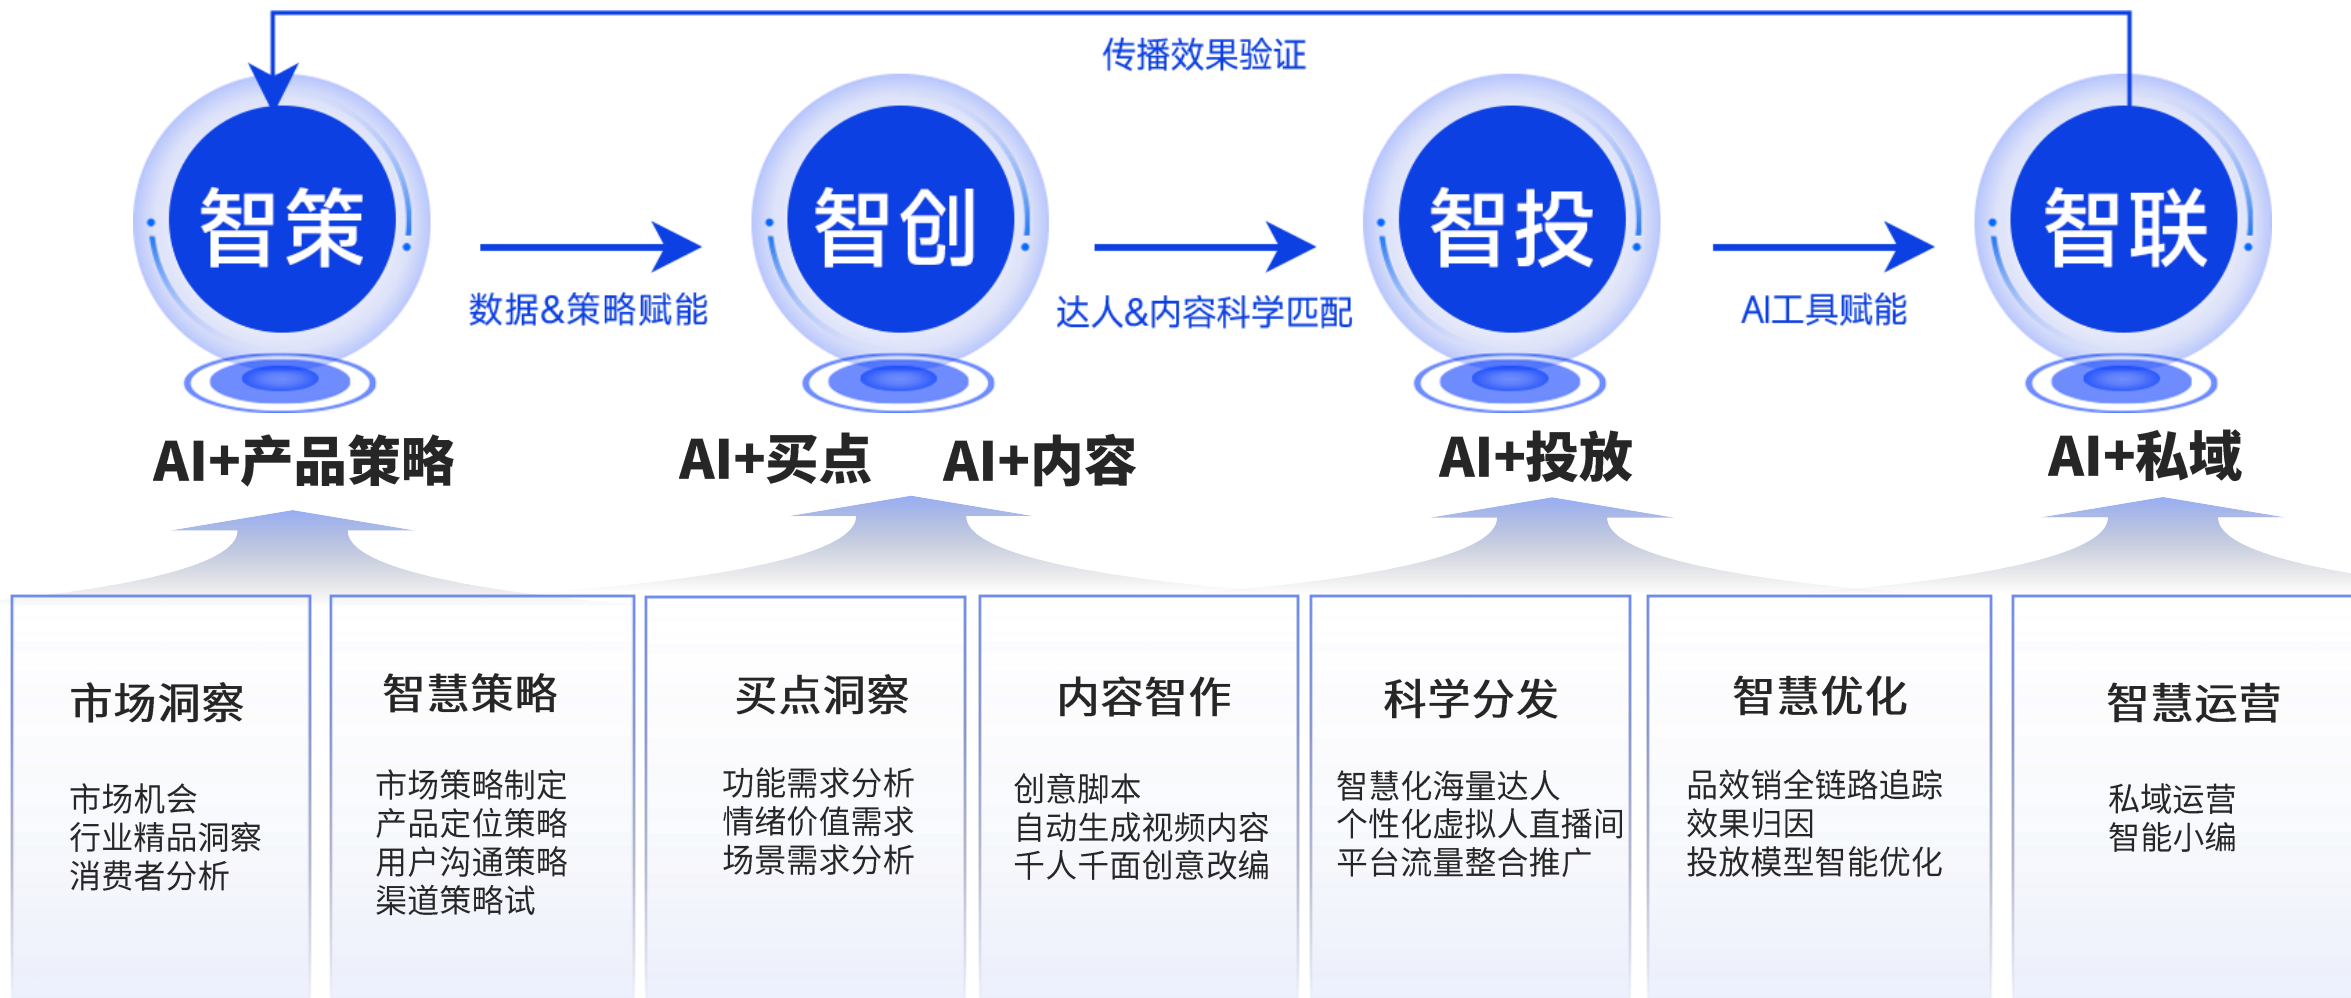 传播效果验证
智策
智创
智投
智联
数据&策略赋能
达人&内容科学匹配
AI工具赋能
AI+产品策略
AI+买点
AI+内容
AI+投放
AI+私域
市场洞察
市场机会
行业精品洞察
消费者分析
智慧策略
市场策略制定
产品定位策略
用户沟通策略
渠道策略试
买点洞察
功能需求分析
情绪价值需求
场景需求分析
内容智作
创意脚本
自动生成视频内容
千人千面创意改编
科学分发
智慧化海量达人
个性化虚拟人直播间
平台流量整合推广
智慧优化
品效销全链路追踪
效果归因
投放模型智能优化
智慧运营
私域运营
智能小编